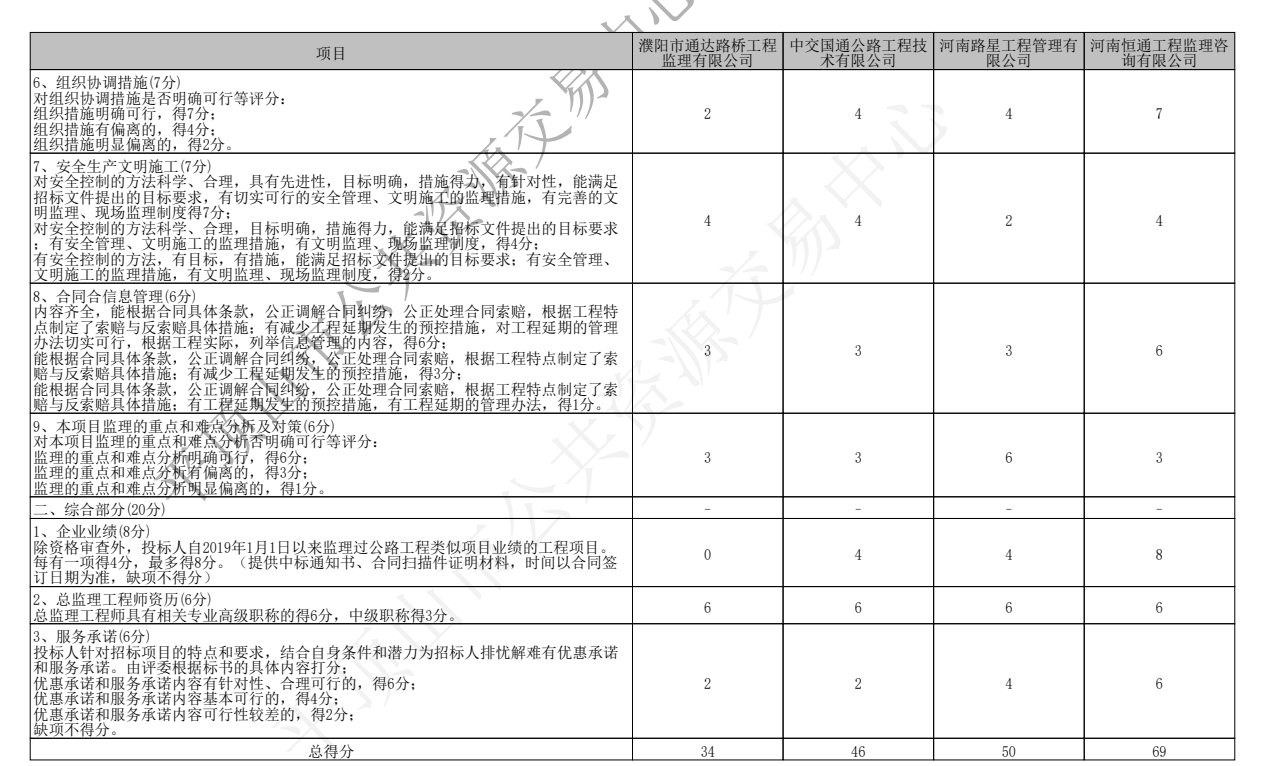 项目
濮阳市通达路桥工程
监理有限公司
中交国通公路工程技
术有限公司
河南路星工程管理有
限公司
河南恒通工程监理咨
询有限公司
6、组织协调措施(7分)
对组织协调措施是否明确可行等评分：
组织措施明确可行，得7分；
组织措施有偏离的，得4分；
组织措施明显偏离的，得2分。
2
4
4
7
7、安全生产文明施工(7分)
对安全控制的方法科学、合理，具有先进性，目标明确，措施得力，有针对性，能满足
招标文件提出的目标要求，有切实可行的安全管理、文明施工的监理措施，有完善的文
明监理、现场监理制度得7分；
对安全控制的方法科学、合理，目标明确，措施得力，能满足招标文件提出的目标要求
；有安全管理、文明施工的监理措施，有文明监理、现场监理制度，得4分；
有安全控制的方法，有目标，有措施，能满足招标文件提出的目标要求；有安全管理、
文明施工的监理措施，有文明监理、现场监理制度，得2分。
4
4
2
4
8、合同合信息管理(6分)
内容齐全，能根据合同具体条款，公正调解合同纠纷，公正处理合同索赔，根据工程特
点制定了索赔与反索赔具体措施；有减少工程延期发生的预控措施，对工程延期的管理
办法切实可行，根据工程实际，列举信息管理的内容，得6分；
能根据合同具体条款，公正调解合同纠纷，公正处理合同索赔，根据工程特点制定了索
赔与反索赔具体措施；有减少工程延期发生的预控措施，得3分；
能根据合同具体条款，公正调解合同纠纷，公正处理合同索赔，根据工程特点制定了索
赔与反索赔具体措施；有工程延期发生的预控措施，有工程延期的管理办法，得1分。
3
3
3
6
9、本项目监理的重点和难点分析及对策(6分)
对本项目监理的重点和难点分析否明确可行等评分：
监理的重点和难点分析明确可行，得6分；
监理的重点和难点分析有偏离的，得3分；
监理的重点和难点分析明显偏离的，得1分。
3
3
6
3
二、综合部分(20分)
-
-
-
-
1、企业业绩(8分)
除资格审查外，投标人自2019年1月1日以来监理过公路工程类似项目业绩的工程项目。
每有一项得4分，最多得8分。（提供中标通知书、合同扫描件证明材料，时间以合同签
订日期为准，缺项不得分）
0
4
4
8
2、总监理工程师资历(6分)
总监理工程师具有相关专业高级职称的得6分，中级职称得3分。
6
6
6
6
3、服务承诺(6分)
投标人针对招标项目的特点和要求，结合自身条件和潜力为招标人排忧解难有优惠承诺
和服务承诺。由评委根据标书的具体内容打分；
优惠承诺和服务承诺内容有针对性、合理可行的，得6分；
优惠承诺和服务承诺内容基本可行的，得4分；
优惠承诺和服务承诺内容可行性较差的，得2分；
缺项不得分。
2
2
4
6
总得分
34
46
50
69
平顶山市公共资源交易中心
平顶山市公共资源交易中心